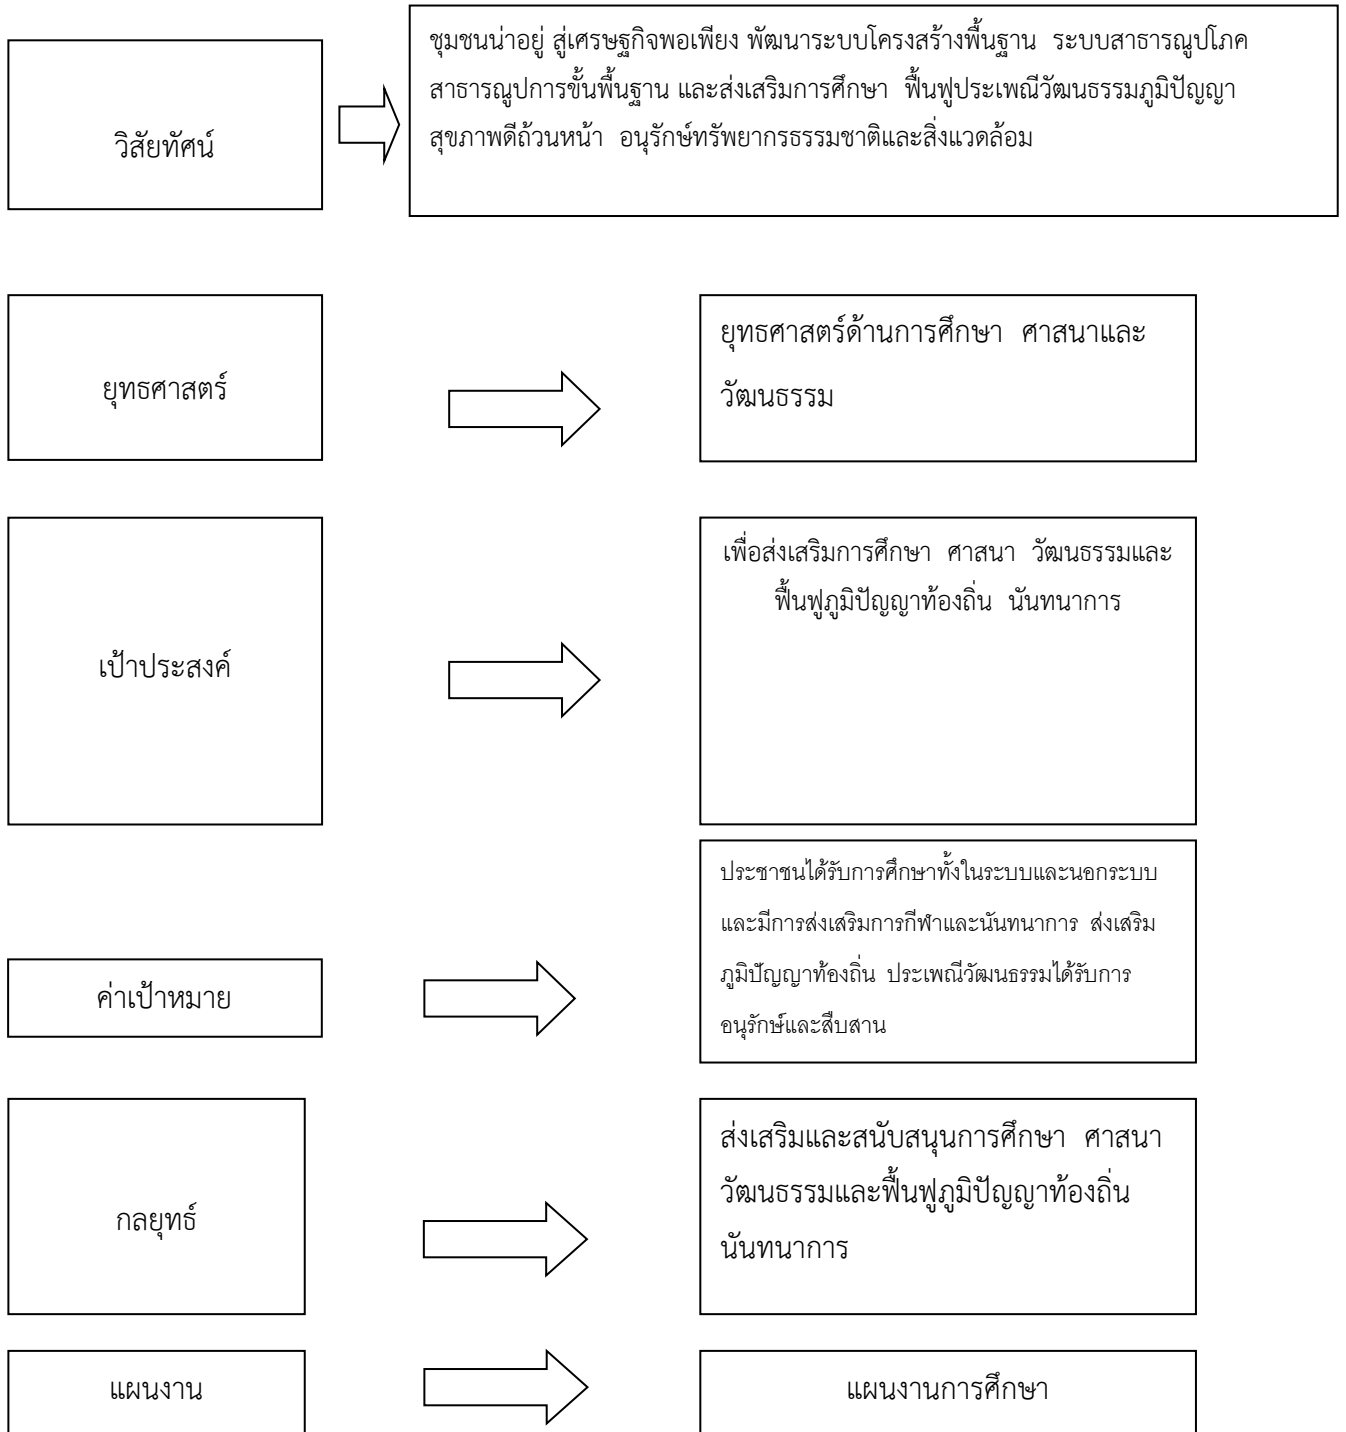 วิสัยทัศน์
ชุมชนน่าอยู่ สู่เศรษฐกิจพอเพียง พัฒนาระบบโครงสร้างพื้นฐาน ระบบสาธารณูปโภค
สาธารณูปการขั้นพื้นฐาน และส่งเสริมการศึกษา ฟื้นฟูประเพณีวัฒนธรรมภูมิปัญญา
สุขภาพดีถ้วนหน้า อนุรักษ์ทรัพยากรธรรมชาติและสิ่งแวดล้อม
ยุทธศาสตร์
ยุทธศาสตร์ด้านการศึกษา ศาสนาและ
วัฒนธรรม
เป้าประสงค์
เพื่อส่งเสริมการศึกษา ศาสนา วัฒนธรรมและ
ฟื้นฟูภูมิปัญญาท้องถิ่น นันทนาการ
ค่าเป้าหมาย
ประชาชนได้รับการศึกษาทั้งในระบบและนอกระบบ
และมีการส่งเสริมการกีฬาและนันทนาการ ส่งเสริม
ภูมิปัญญาท้องถิ่น ประเพณีวัฒนธรรมได้รับการ
อนุรักษ์และสืบสาน
กลยุทธ์
ส่งเสริมและสนับสนุนการศึกษา ศาสนา
วัฒนธรรมและฟื้นฟูภูมิปัญญาท้องถิ่น
นันทนาการ
แผนงาน
แผนงานการศึกษา